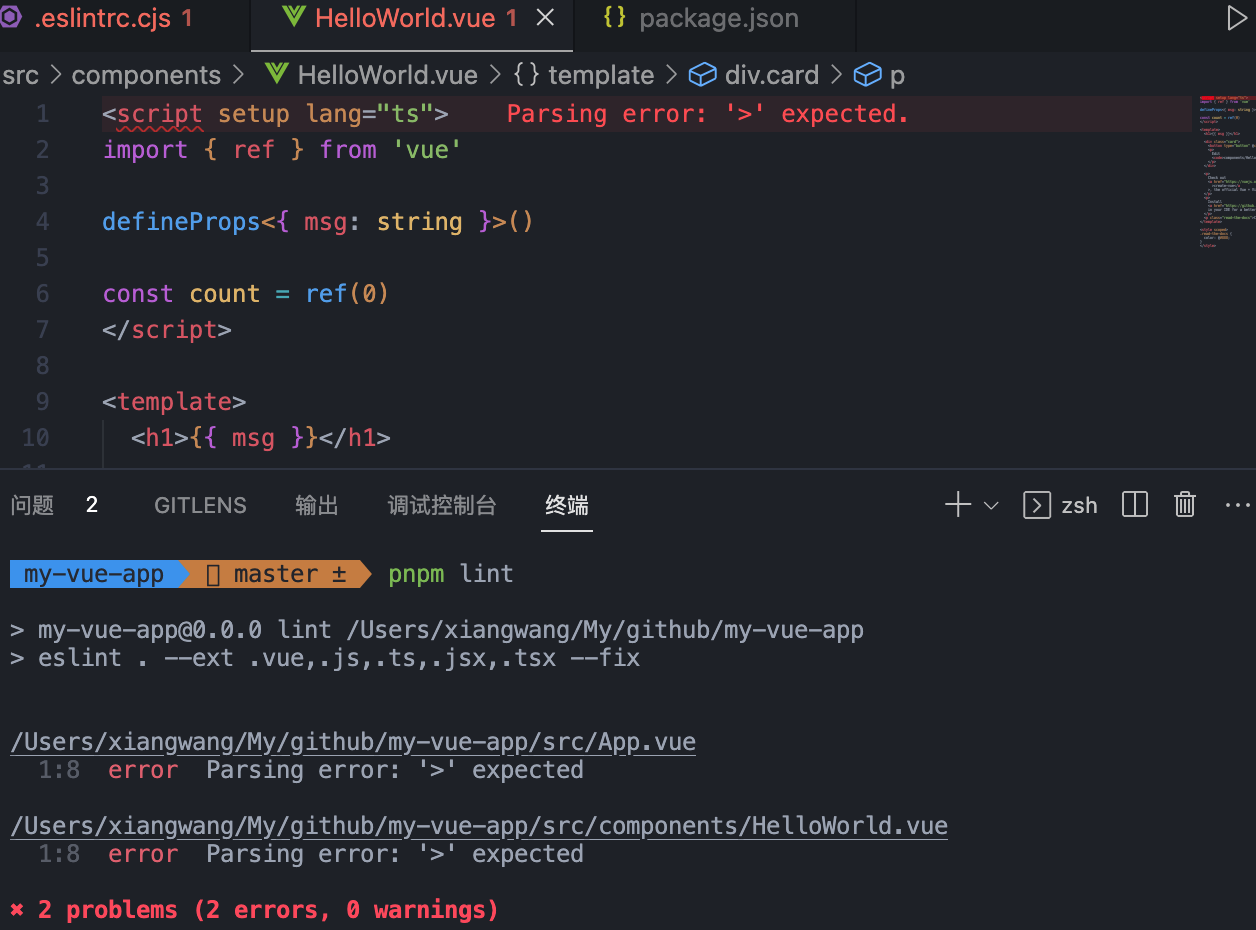 .eslintrc.cjs 1 HelloWorld.vue 1 package.json
src > components > HelloWorld.vue > {} template > div.card > p
1 <script setup lang="ts"> Parsing error: '>' expected.
2 import { ref } from 'vue'
3
4 defineProps<{ msg: string }>()
5
6 const count = ref(0)
7 </script>
8
9 <template>
10 <h1>{{ msg }}</h1>
问题 2 GITLENS 输出 调试控制台 终端 zsh
my-vue-app master ± pnpm lint
> my-vue-app@0.0.0 lint /Users/xiangwang/My/github/my-vue-app
> eslint . --ext .vue,.js,.ts,.jsx,.tsx --fix
/Users/xiangwang/My/github/my-vue-app/src/App.vue
1:8 error Parsing error: '>' expected
/Users/xiangwang/My/github/my-vue-app/src/components/HelloWorld.vue
1:8 error Parsing error: '>' expected
✖ 2 problems (2 errors, 0 warnings)